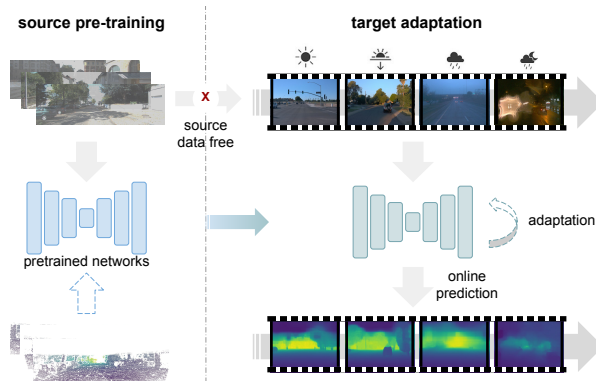 source pre-training
target adaptation
x
source
data free
pretrained networks
adaptation
online
prediction